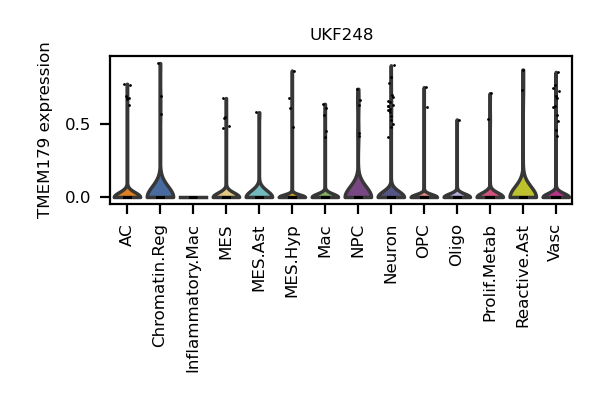 UKF248
TMEM179 expression
0.5
0.0
AC
Chromatin.Reg
Inflammatory.Mac
MES
MES.Ast
MES.Hyp
Mac
NPC
Neuron
OPC
Oligo
Prolif.Metab
Reactive.Ast
Vasc